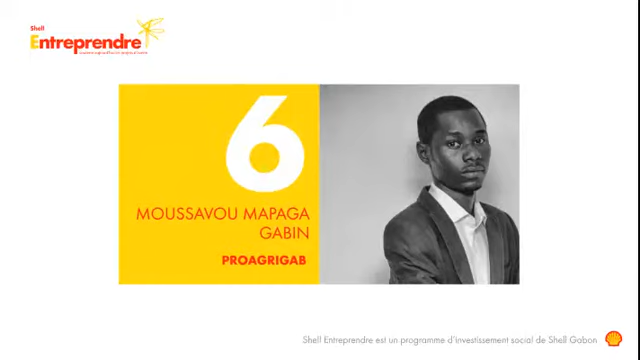 Shell
Entreprendre
6
MOUSSAVOU MAPAGA
GABIN
PROAGRIGAB
Shell Entreprendre est un programme d'investissement social de Shell Gabon